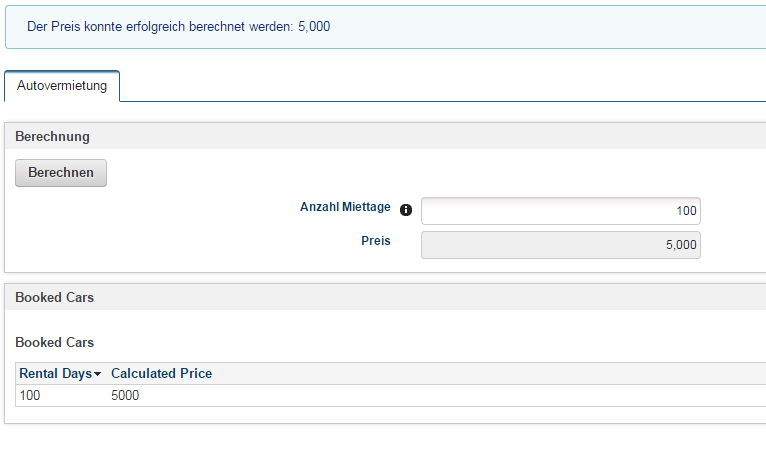 Der Preis konnte erfolgreich berechnet werden: 5,000
Autovermietung
Berechnung
Berechnen
Anzahl Miettage 100
Preis 5,000
Booked Cars
Booked Cars
Rental Days Calculated Price
100 5000